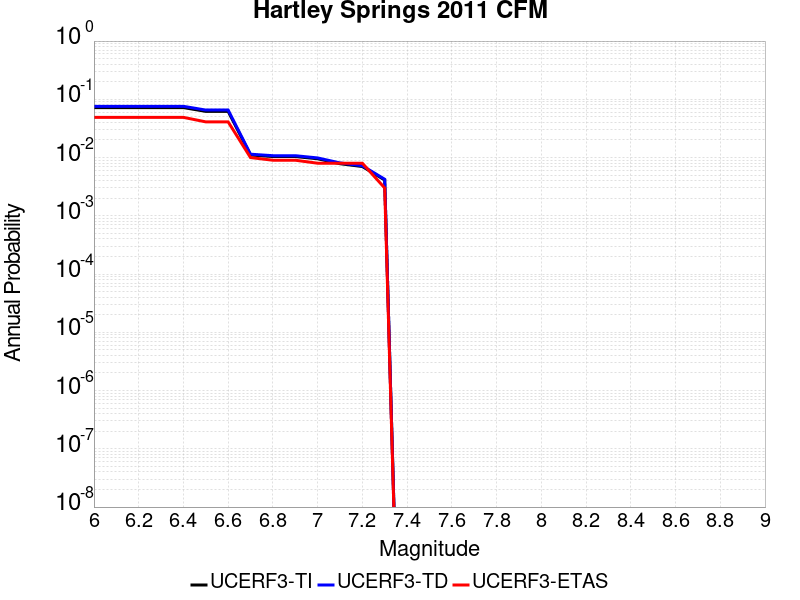 Hartley Springs 2011 CFM
Annual Probability
10^0
10^-1
10^-2
10^-3
10^-4
10^-5
10^-6
10^-7
10^-8
6 6.2 6.4 6.6 6.8 7 7.2 7.4 7.6 7.8 8 8.2 8.4 8.6 8.8 9
Magnitude
UCERF3-TI UCERF3-TD UCERF3-ETAS